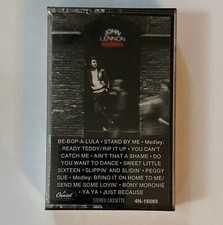 JOHN
LENNON
BE-BOP-A-LULA • STAND BY ME • Medley:
READY TEDDY/RIP IT UP • YOU CAN'T
CATCH ME • AIN'T THAT A SHAME • DO
YOU WANT TO DANCE • SWEET LITTLE
SIXTEEN • SLIPPIN' AND SLIDIN' • PEGGY
SUE • Medley: BRING IT ON HOME TO ME/
SEND ME SOME LOVIN' • BONY MORONIE
• YA YA • JUST BECAUSE
Capitol
STEREO CASSETTE
4N-16069